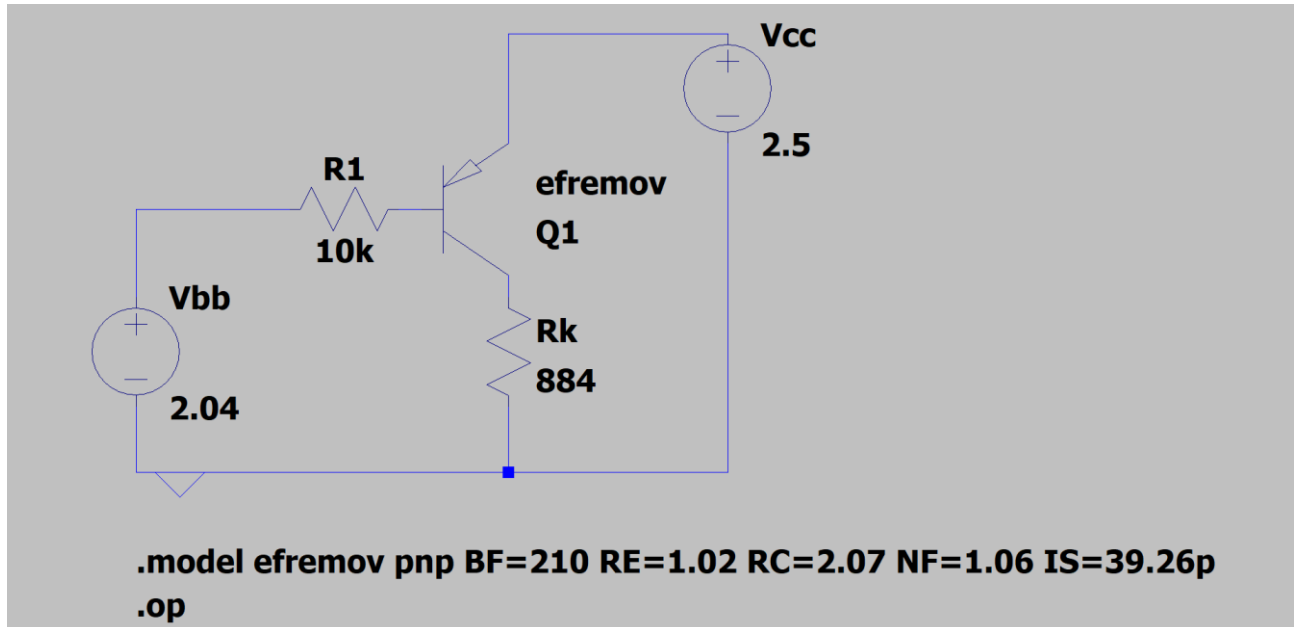 Vcc
2.5
R1
10k
efremov
Q1
Vbb
2.04
Rk
884
.model efremov pnp BF=210 RE=1.02 RC=2.07 NF=1.06 IS=39.26p
.op